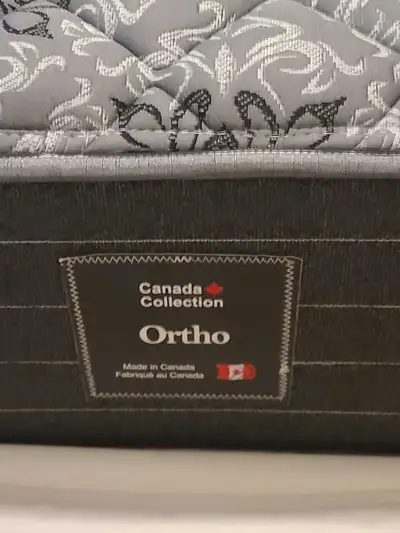 Canada
Collection
Ortho
Made in Canada
Fabriqué au Canada